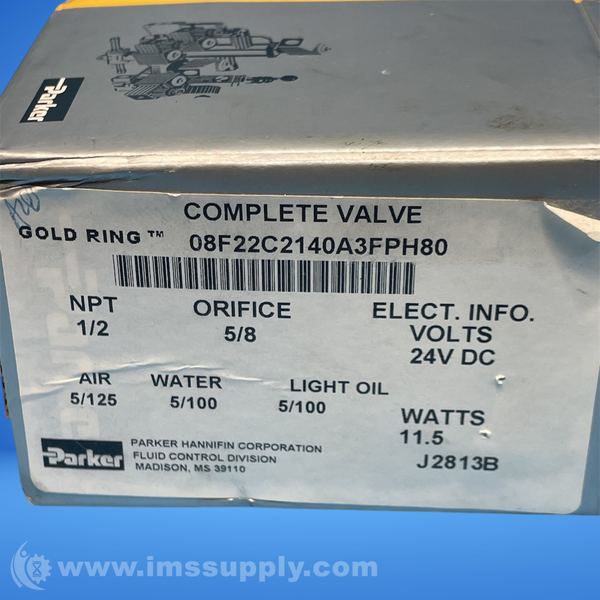 Parker
COMPLETE VALVE
GOLD RING™ 08F22C2140A3FPH80
NPT ORIFICE ELECT. INFO.
1/2 5/8 VOLTS
24V DC
AIR WATER LIGHT OIL
5/125 5/100 5/100
WATTS
11.5
J2813B
Parker
PARKER HANNIFIN CORPORATION
FLUID CONTROL DIVISION
MADISON, MS 39110
www.imssupply.com